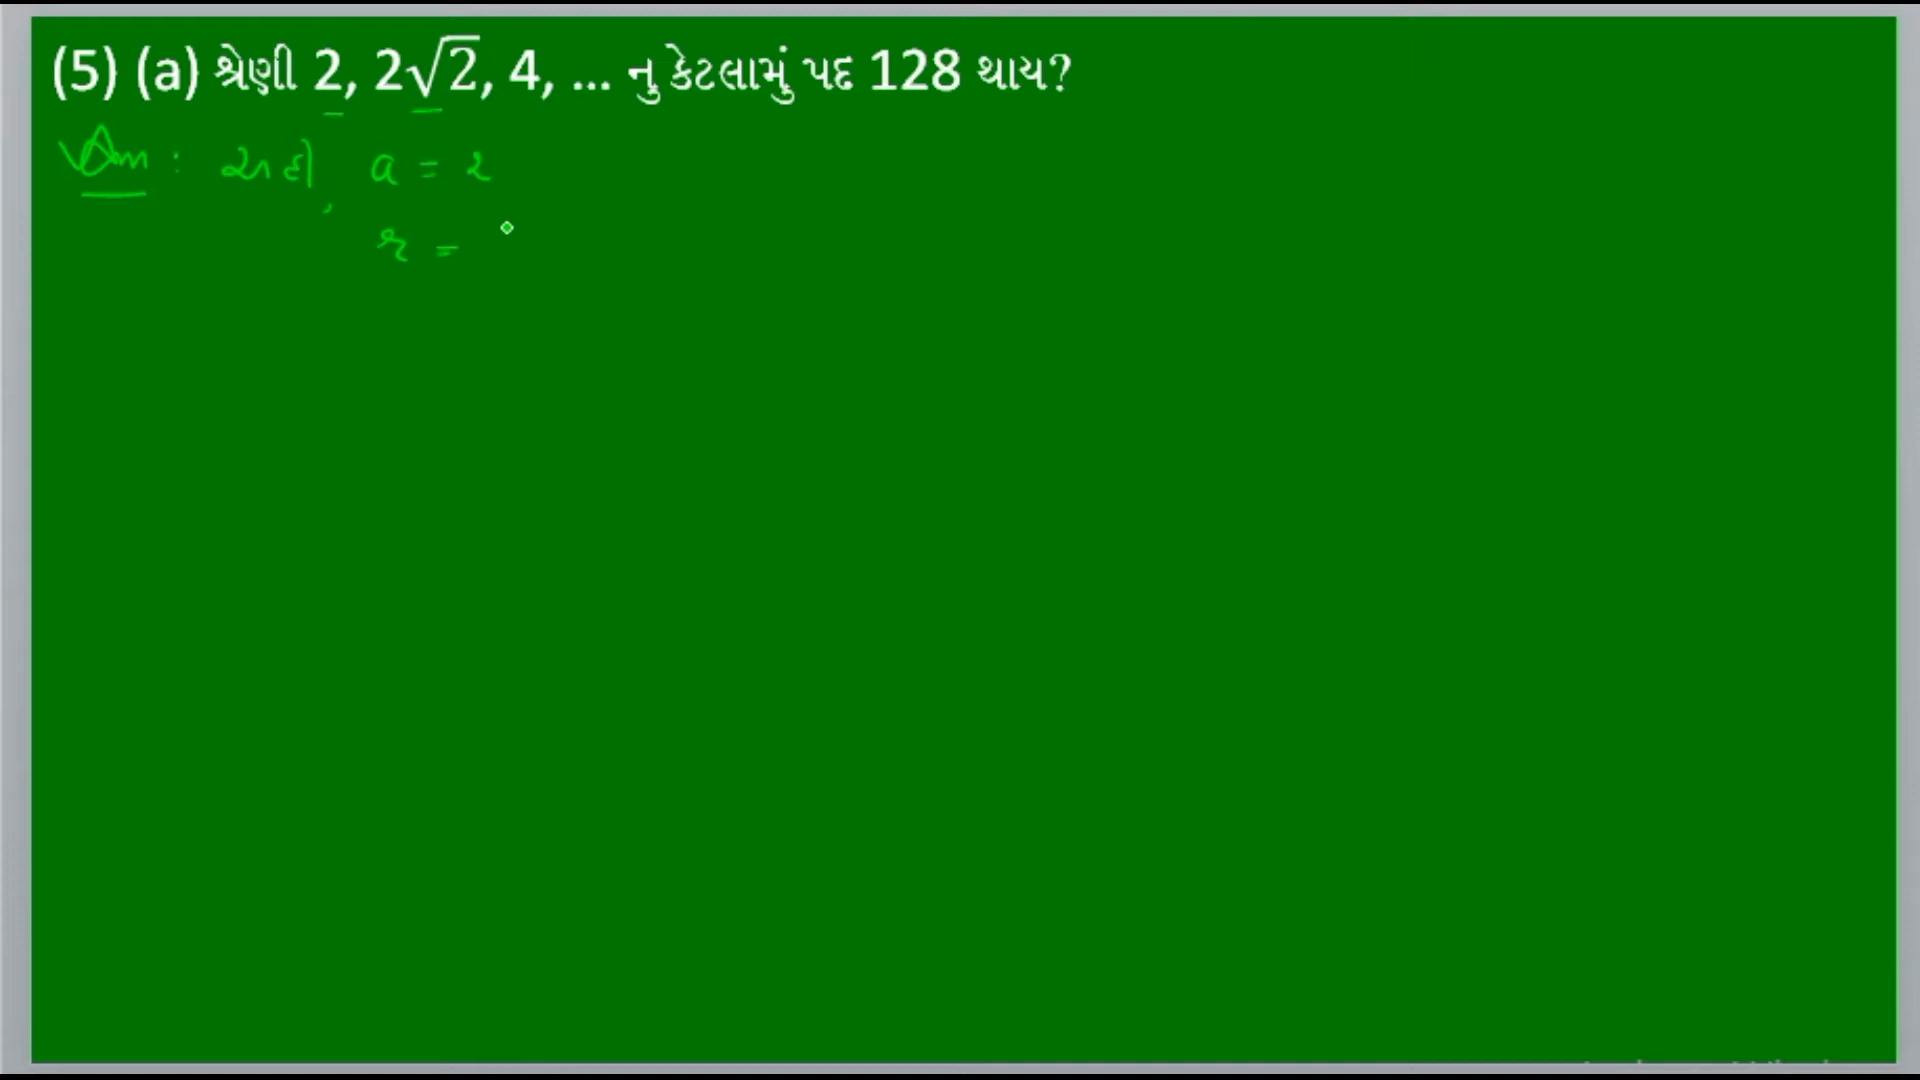 (5) (a) શ્રેણી 2, 2√2, 4, ... નુ કેટલામું પદ 128 થાય?
Ans : અહીં, a = 2
r =